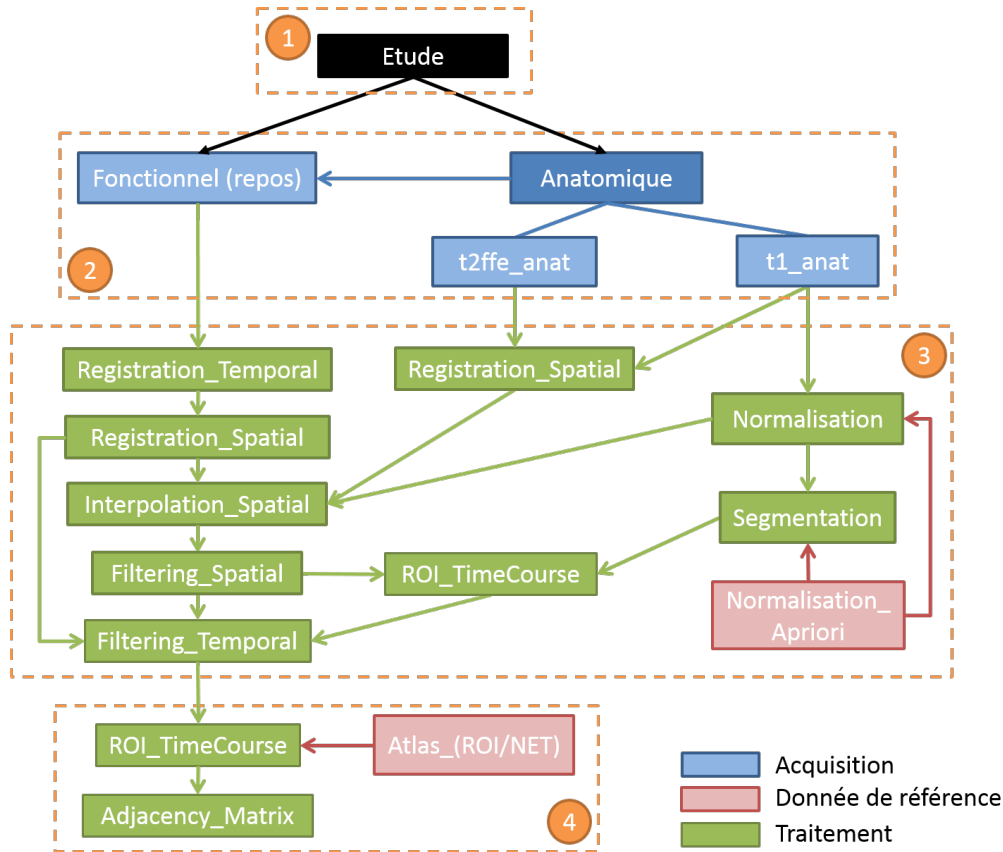 1
Etude
Fonctionnel (repos)
Anatomique
t2ffe_anat
t1_anat
2
3
Registration_Temporal
Registration_Spatial
Registration_Spatial
Normalisation
Interpolation_Spatial
Segmentation
Filtering_Spatial
ROI_TimeCourse
Normalisation_
Apriori
Filtering_Temporal
ROI_TimeCourse
Atlas_(ROI/NET)
Adjacency_Matrix
4
Acquisition
Donnée de référence
Traitement